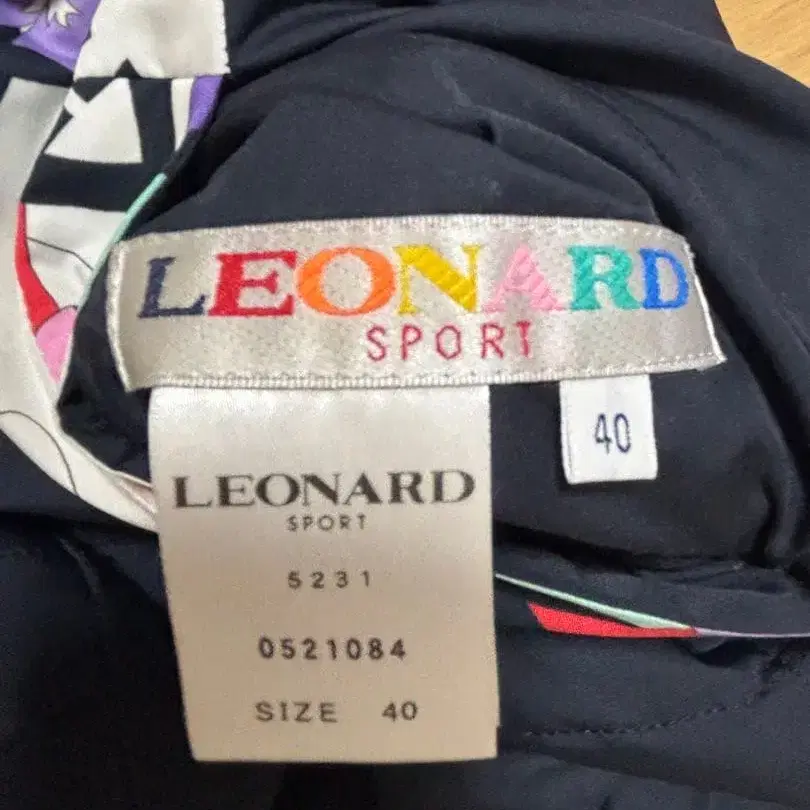 LEONARD
SPORT
40
LEONARD
SPORT
5231
0521084
SIZE 40